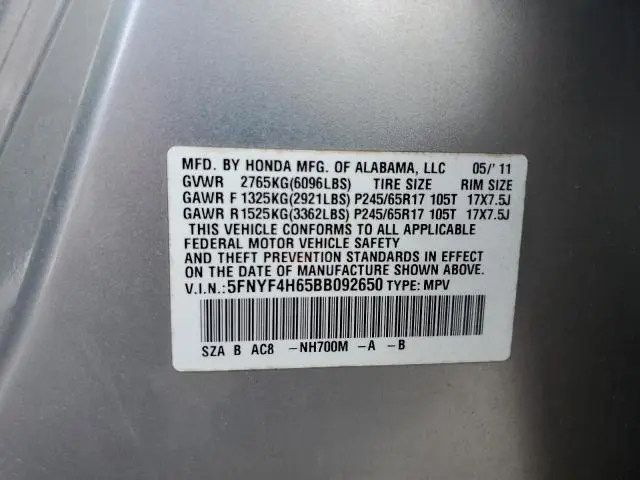 MFD. BY HONDA MFG. OF ALABAMA, LLC 05/'11
GVWR 2765KG(6096LBS) TIRE SIZE RIM SIZE
GAWR F 1325KG(2921LBS) P245/65R17 105T 17X7.5J
GAWR R1525KG(3362LBS) P245/65R17 105T 17X7.5J
THIS VEHICLE CONFORMS TO ALL APPLICABLE
FEDERAL MOTOR VEHICLE SAFETY
AND THEFT PREVENTION STANDARDS IN EFFECT
ON THE DATE OF MANUFACTURE SHOWN ABOVE.
V.I.N.:5FNYF4H65BB092650 TYPE: MPV
SZA B AC8 -NH700M -A -B